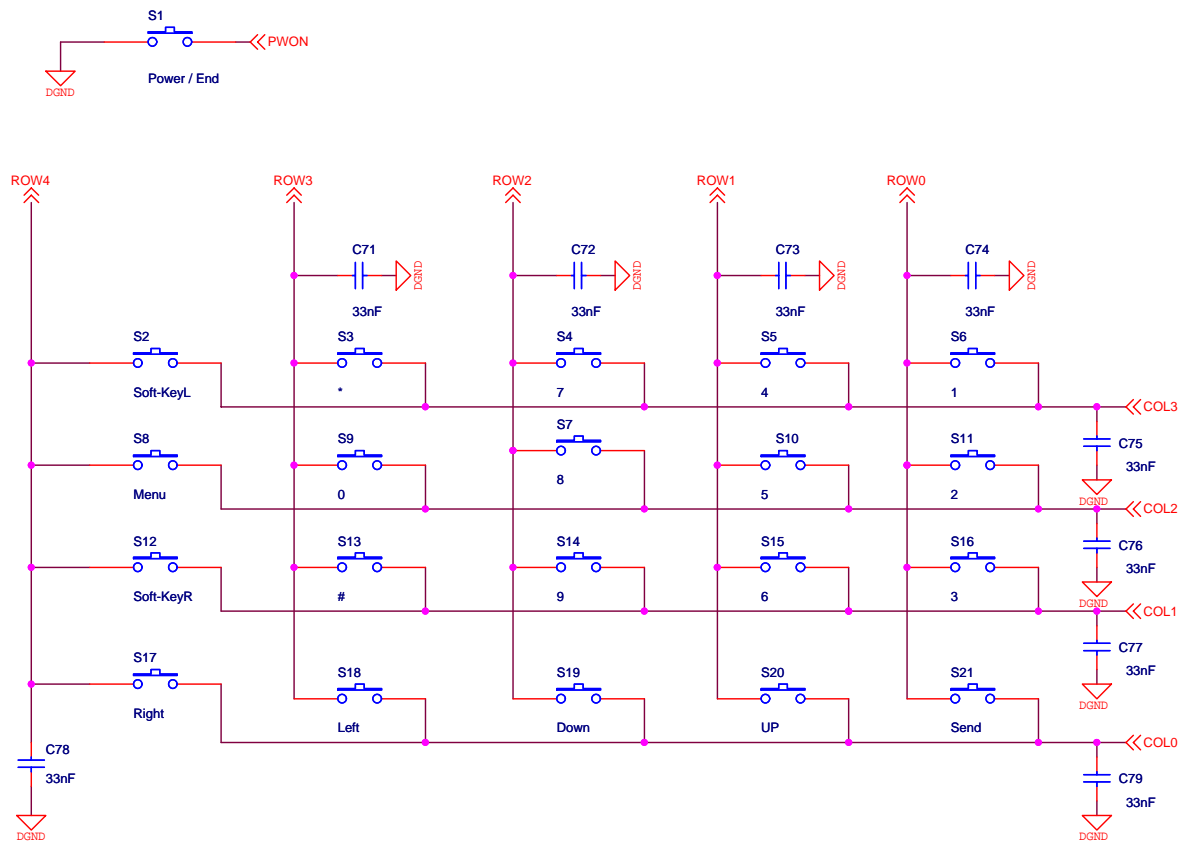 S1
PWON
Power / End
DGND
ROW4
ROW3
ROW2
ROW1
ROW0
C71
C72
C73
C74
DGND
DGND
DGND
DGND
33nF
33nF
33nF
33nF
S2
S3
S4
S5
S6
Soft-KeyL
*
7
4
1
COL3
S7
S8
S9
S10
S11
C75
33nF
8
Menu
0
5
2
DGND
COL2
S12
S13
S14
S15
S16
C76
33nF
Soft-KeyR
#
9
6
3
DGND
COL1
C77
33nF
S17
S18
S19
S20
S21
DGND
Right
Left
Down
UP
Send
COL0
C78
33nF
C79
33nF
DGND
DGND